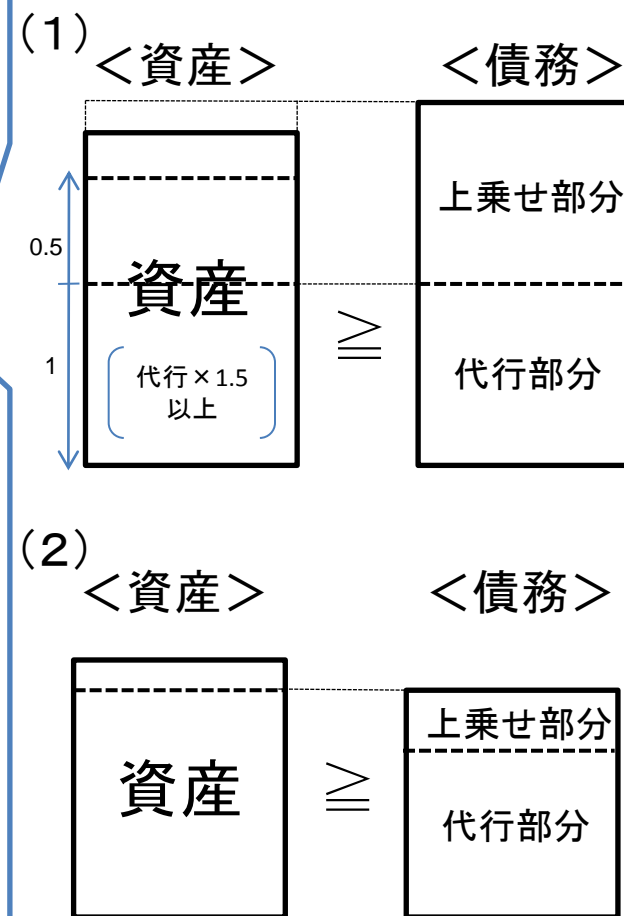 (1)
＜資産＞
＜債務＞
上乗せ部分
0.5
資産
≧
1
代行×1.5
以上
代行部分
(2)
＜資産＞
＜債務＞
上乗せ部分
資産
≧
代行部分